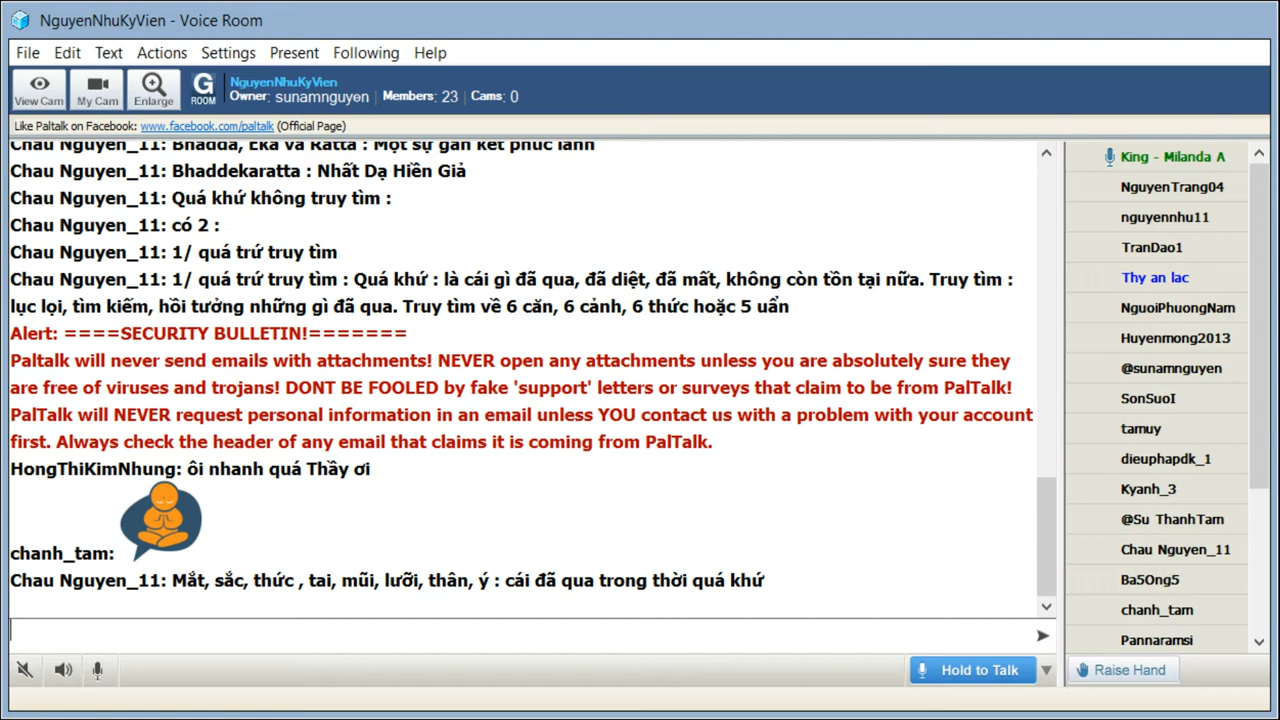 NguyenNhuKyVien - Voice Room
File Edit Text Actions Settings Present Following Help
View Cam My Cam Enlarge G ROOM
NguyenNhuKyVien
Owner: sunamnguyen | Members: 23 | Cams: 0
Like Paltalk on Facebook: www.facebook.com/paltalk (Official Page)
Chau Nguyen_11: Bhadda, Eka và Ratta : Một sự gắn kết phúc lành
Chau Nguyen_11: Bhaddekaratta : Nhất Dạ Hiền Giả
Chau Nguyen_11: Quá khứ không truy tìm :
Chau Nguyen_11: có 2 :
Chau Nguyen_11: 1/ quá trứ truy tìm
Chau Nguyen_11: 1/ quá trứ truy tìm : Quá khứ : là cái gì đã qua, đã diệt, đã mất, không còn tồn tại nữa. Truy tìm :
lục lọi, tìm kiếm, hồi tưởng những gì đã qua. Truy tìm về 6 căn, 6 cảnh, 6 thức hoặc 5 uẩn
Alert: ====SECURITY BULLETIN!=======
Paltalk will never send emails with attachments! NEVER open any attachments unless you are absolutely sure they
are free of viruses and trojans! DONT BE FOOLED by fake 'support' letters or surveys that claim to be from PalTalk!
PalTalk will NEVER request personal information in an email unless YOU contact us with a problem with your account
first. Always check the header of any email that claims it is coming from PalTalk.
HongThiKimNhung: ôi nhanh quá Thầy ơi
chanh_tam:
Chau Nguyen_11: Mắt, sắc, thức , tai, mũi, lưỡi, thân, ý : cái đã qua trong thời quá khứ
King - Milanda A
NguyenTrang04
nguyennhu11
TranDao1
Thy an lac
NguoiPhuongNam
Huyenmong2013
@sunamnguyen
SonSuoI
tamuy
dieuphapdk_1
Kyanh_3
@Su ThanhTam
Chau Nguyen_11
Ba5Ong5
chanh_tam
Pannaramsi
Hold to Talk
Raise Hand